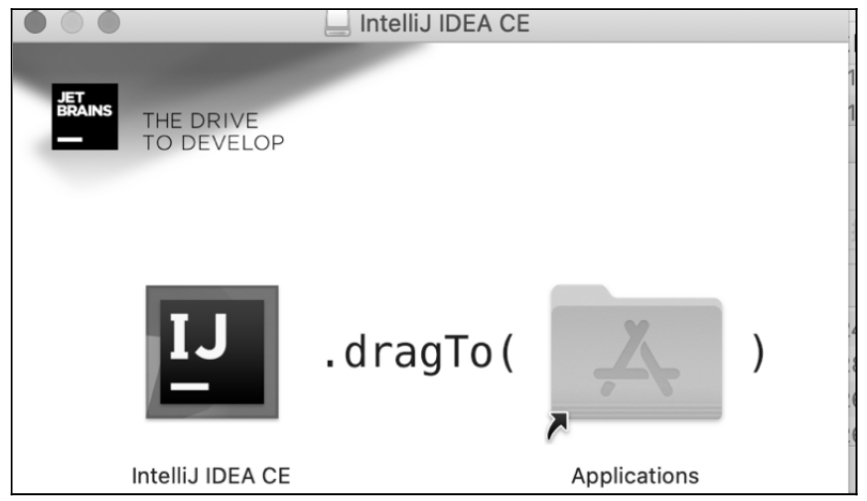 IntelliJ IDEA CE
JET
BRAINS
THE DRIVE
TO DEVELOP
IJ
.dragTo( )
IntelliJ IDEA CE
Applications